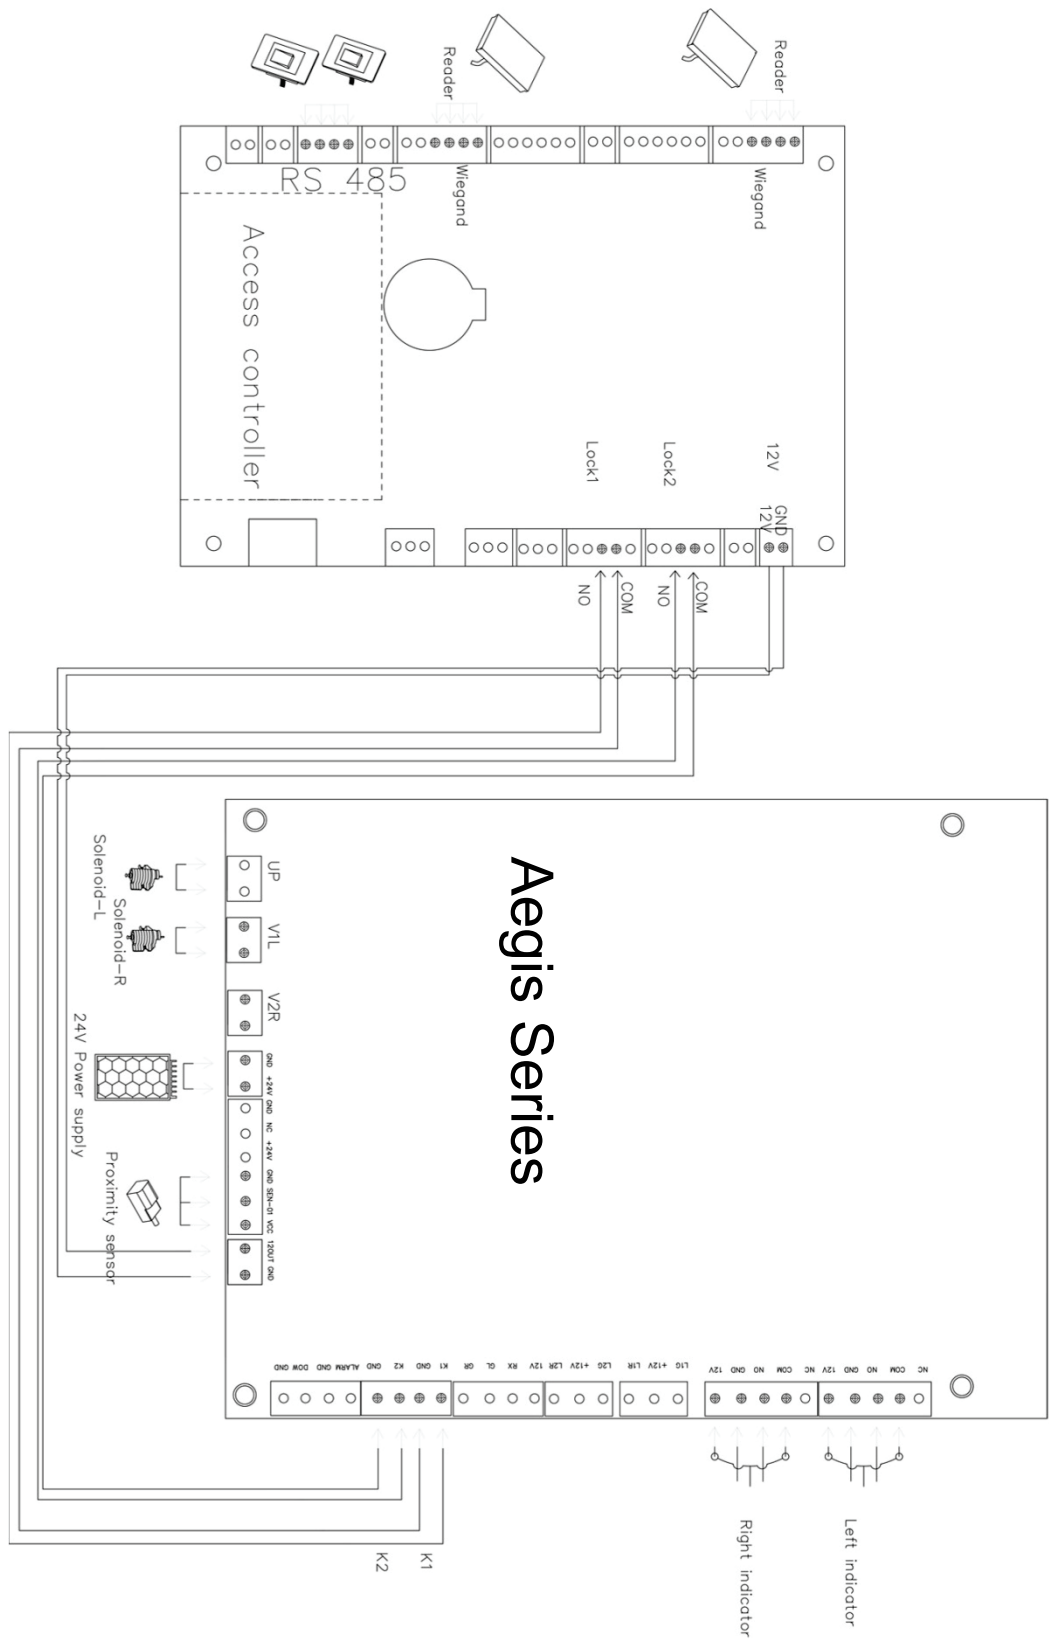 Reader
Reader
RS 485
Wiegand
Wiegand
Access controller
Lock1
Lock2
12V
12V
GND
NO
COM
NO
COM
Aegis Series
Solenoid-L
Solenoid-R
24V Power supply
Proximity sensor
UP
V1L
V2R
GND
+24V
GND
NC
+24V
GND
SEN-01
VCC
12OUT
GND
GND
DOW
GND
ALARM
GND
K2
GND
K1
GR
GL
RX
12V
L2R
+12V
L2G
L1R
+12V
L1G
12V
GND
NO
COM
NC
12V
GND
NO
COM
NC
K2
K1
Right indicator
Left indicator